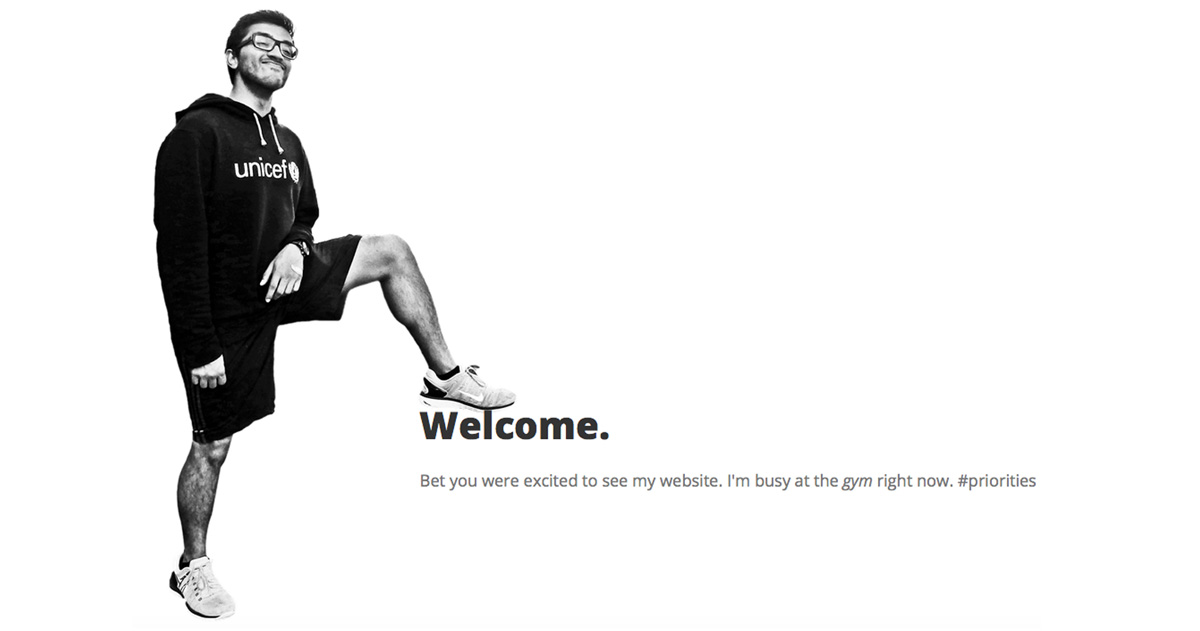 unicef
Welcome.
Bet you were excited to see my website. I'm busy at the gym right now. #priorities